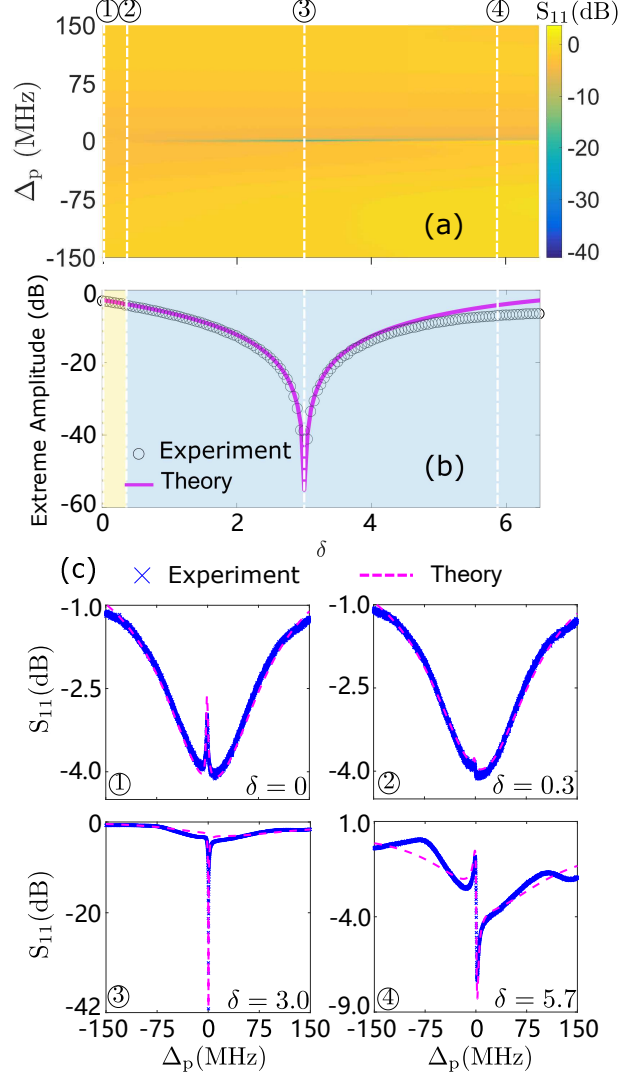 ① ② ③ ④ S₁₁(dB)
150
75
0
-75
-150
Δₚ (MHz)
(a)
0
-10
-20
-30
-40
0
-20
-40
-60
Extreme Amplitude (dB)
Experiment
Theory
(b)
0 2 4 6
δ
(c) Experiment Theory
-1.0
-2.5
-4.0
S₁₁(dB)
① δ = 0
-1.0
-2.5
-4.0
② δ = 0.3
0
-20
-42
S₁₁(dB)
③ δ = 3.0
-150 -75 0 75 150
Δₚ(MHz)
1.0
-4.0
-9.0
④ δ = 5.7
-150 -75 0 75 150
Δₚ(MHz)